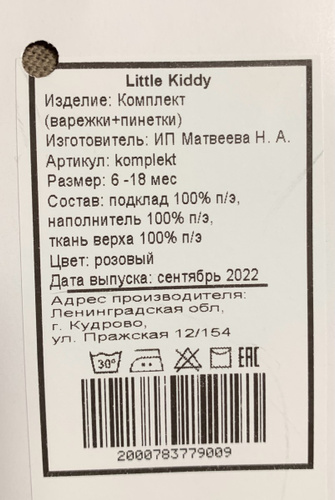 Little Kiddy
Изделие: Комплект
(варежки+пинетки)
Изготовитель: ИП Матвеева Н. А.
Артикул: komplekt
Размер: 6 -18 мес
Состав: подклад 100% п/э,
наполнитель 100% п/э,
ткань верха 100% п/э
Цвет: розовый
Дата выпуска: сентябрь 2022
Адрес производителя:
Ленинградская обл,
г. Кудрово,
ул. Пражская 12/154
30° EAC
2000783779009